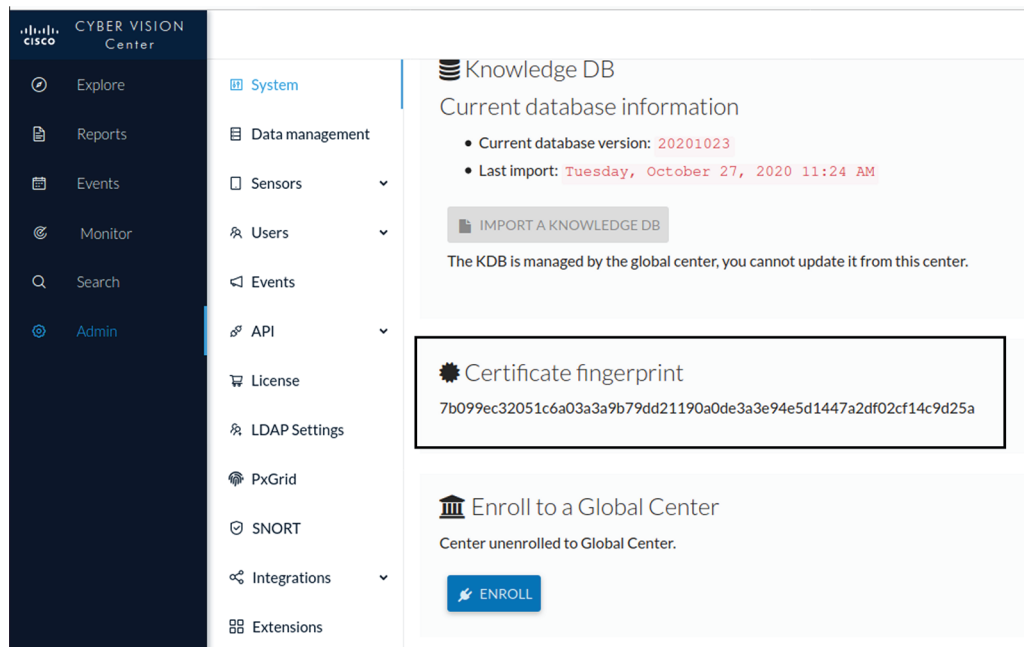 CISCO
CYBER VISION
Center
Explore
Reports
Events
Monitor
Search
Admin
System
Data management
Sensors
Users
Events
API
License
LDAP Settings
PxGrid
SNORT
Integrations
Extensions
Knowledge DB
Current database information
Current database version: 20201023
Last import: Tuesday, October 27, 2020 11:24 AM
IMPORT A KNOWLEDGE DB
The KDB is managed by the global center, you cannot update it from this center.
Certificate fingerprint
7b099ec32051c6a03a3a9b79dd21190a0de3a3e94e5d1447a2df02cf14c9d25a
Enroll to a Global Center
Center unenrolled to Global Center.
ENROLL